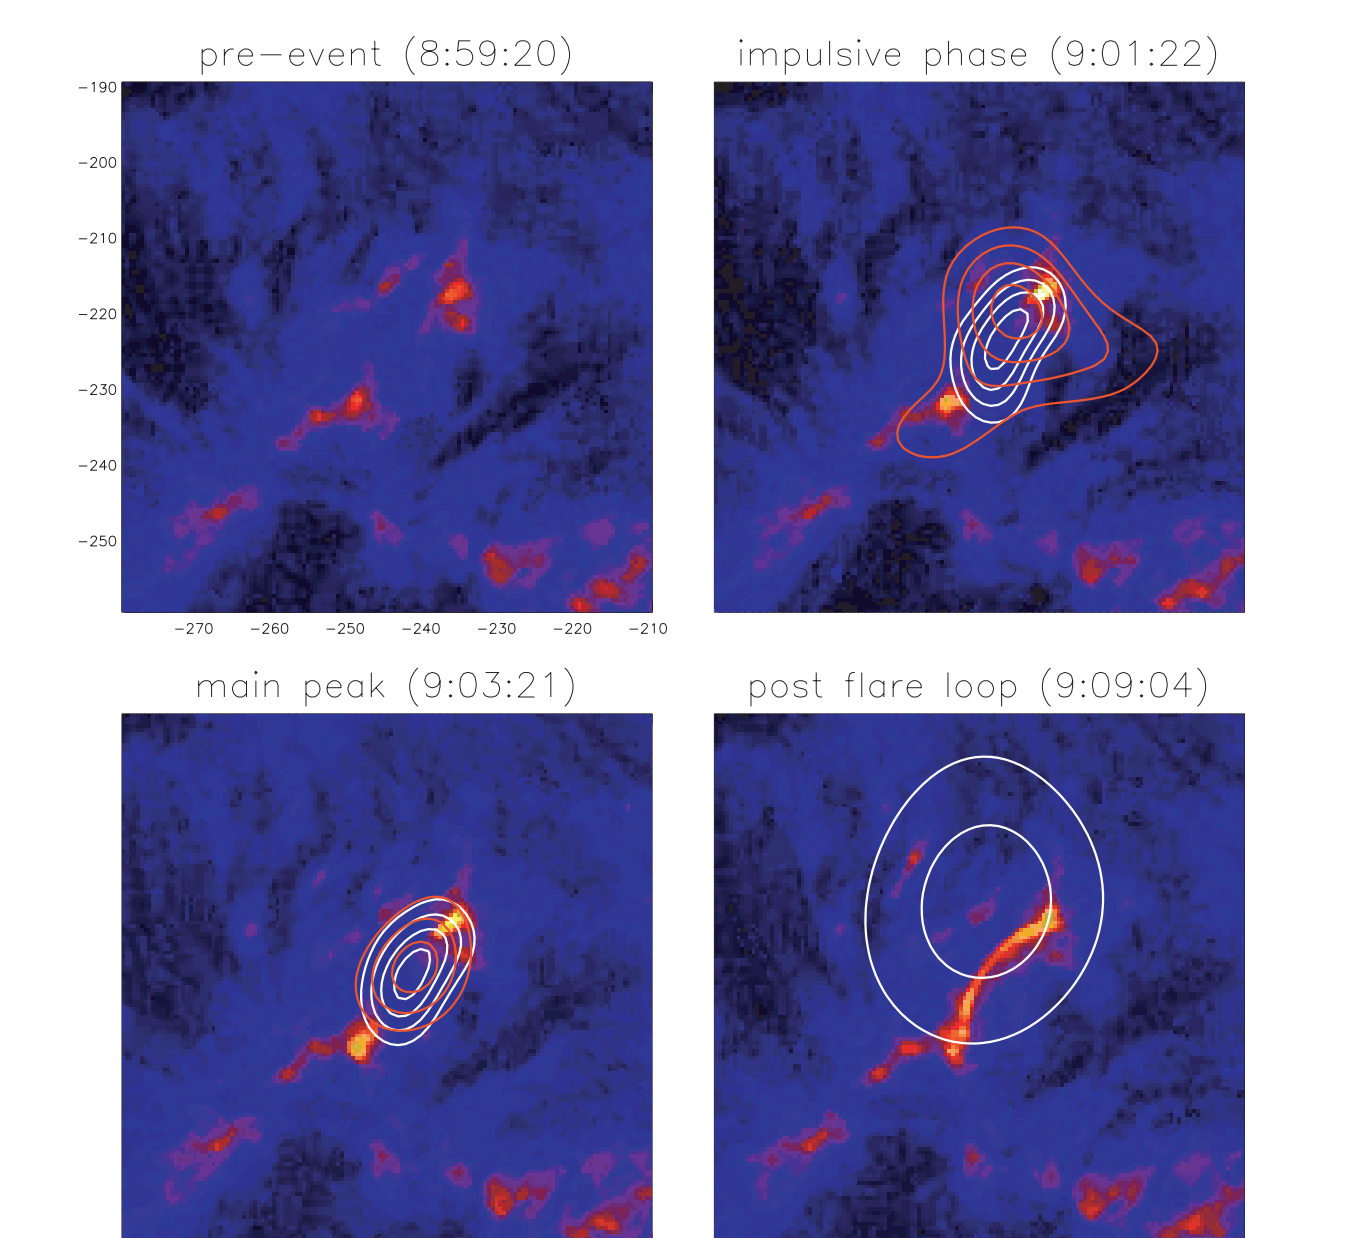 pre−event (8:59:20)
impulsive phase (9:01:22)
−190
−200
−210
−220
−230
−240
−250
−270 −260 −250 −240 −230 −220 −210
main peak (9:03:21)
post flare loop (9:09:04)